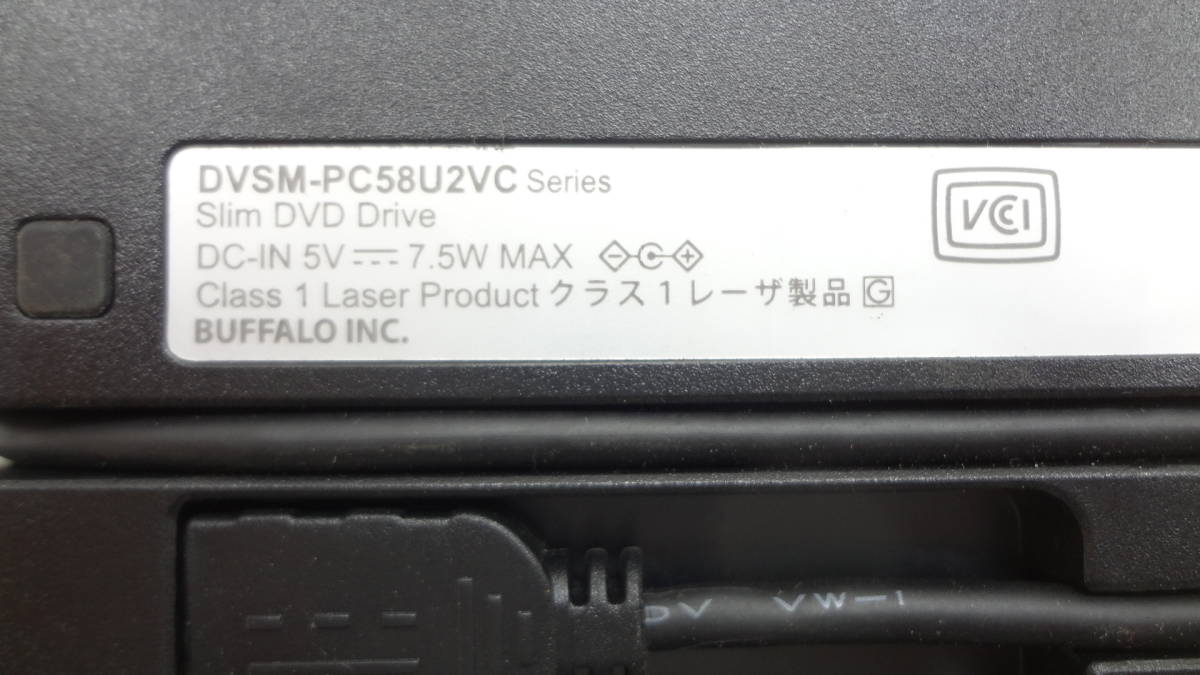 DVSM-PC58U2VC Series
Slim DVD Drive
DC-IN 5V 7.5W MAX
Class 1 Laser Product クラス1レーザ製品 G
BUFFALO INC.
VCI
VW-1